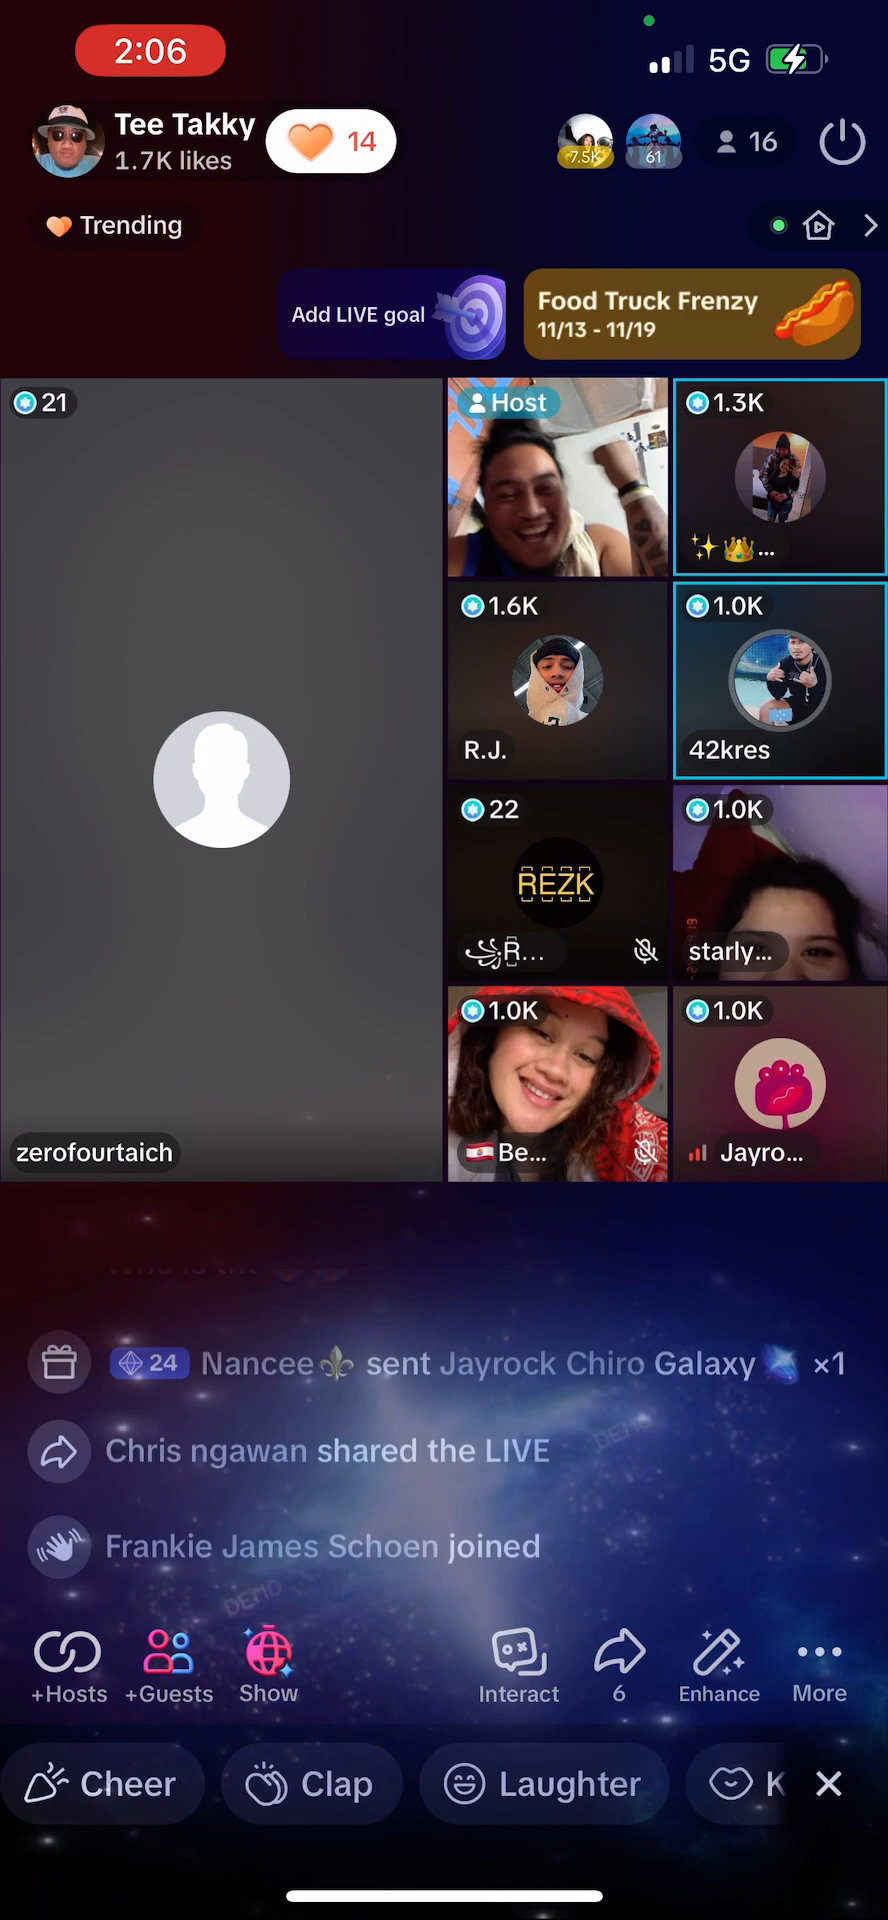 2:06
5G
Tee Takky
1.7K likes
14
7.5K
61
16
Trending
Add LIVE goal
Food Truck Frenzy
11/13 - 11/19
21
Host
1.3K
...
1.6K
1.0K
R.J.
42kres
22
1.0K
REZK
R...
starly...
1.0K
1.0K
Be...
Jayro...
zerofourtaich
24 Nancee⚜️ sent Jayrock Chiro Galaxy x1
Chris ngawan shared the LIVE
DEMO
Frankie James Schoen joined
DEMO
+Hosts
+Guests
Show
Interact
6
Enhance
More
Cheer
Clap
Laughter
K